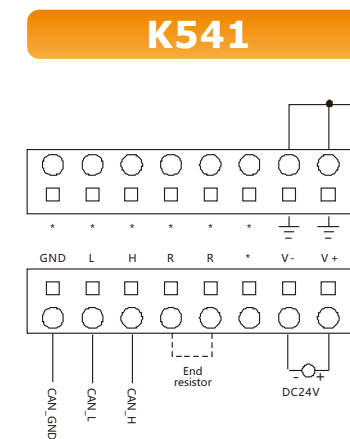 K541
* * * * * *
GND L H R R * V- V+
End
resistor
- +
DC24V
CAN_GND
CAN_L
CAN_H